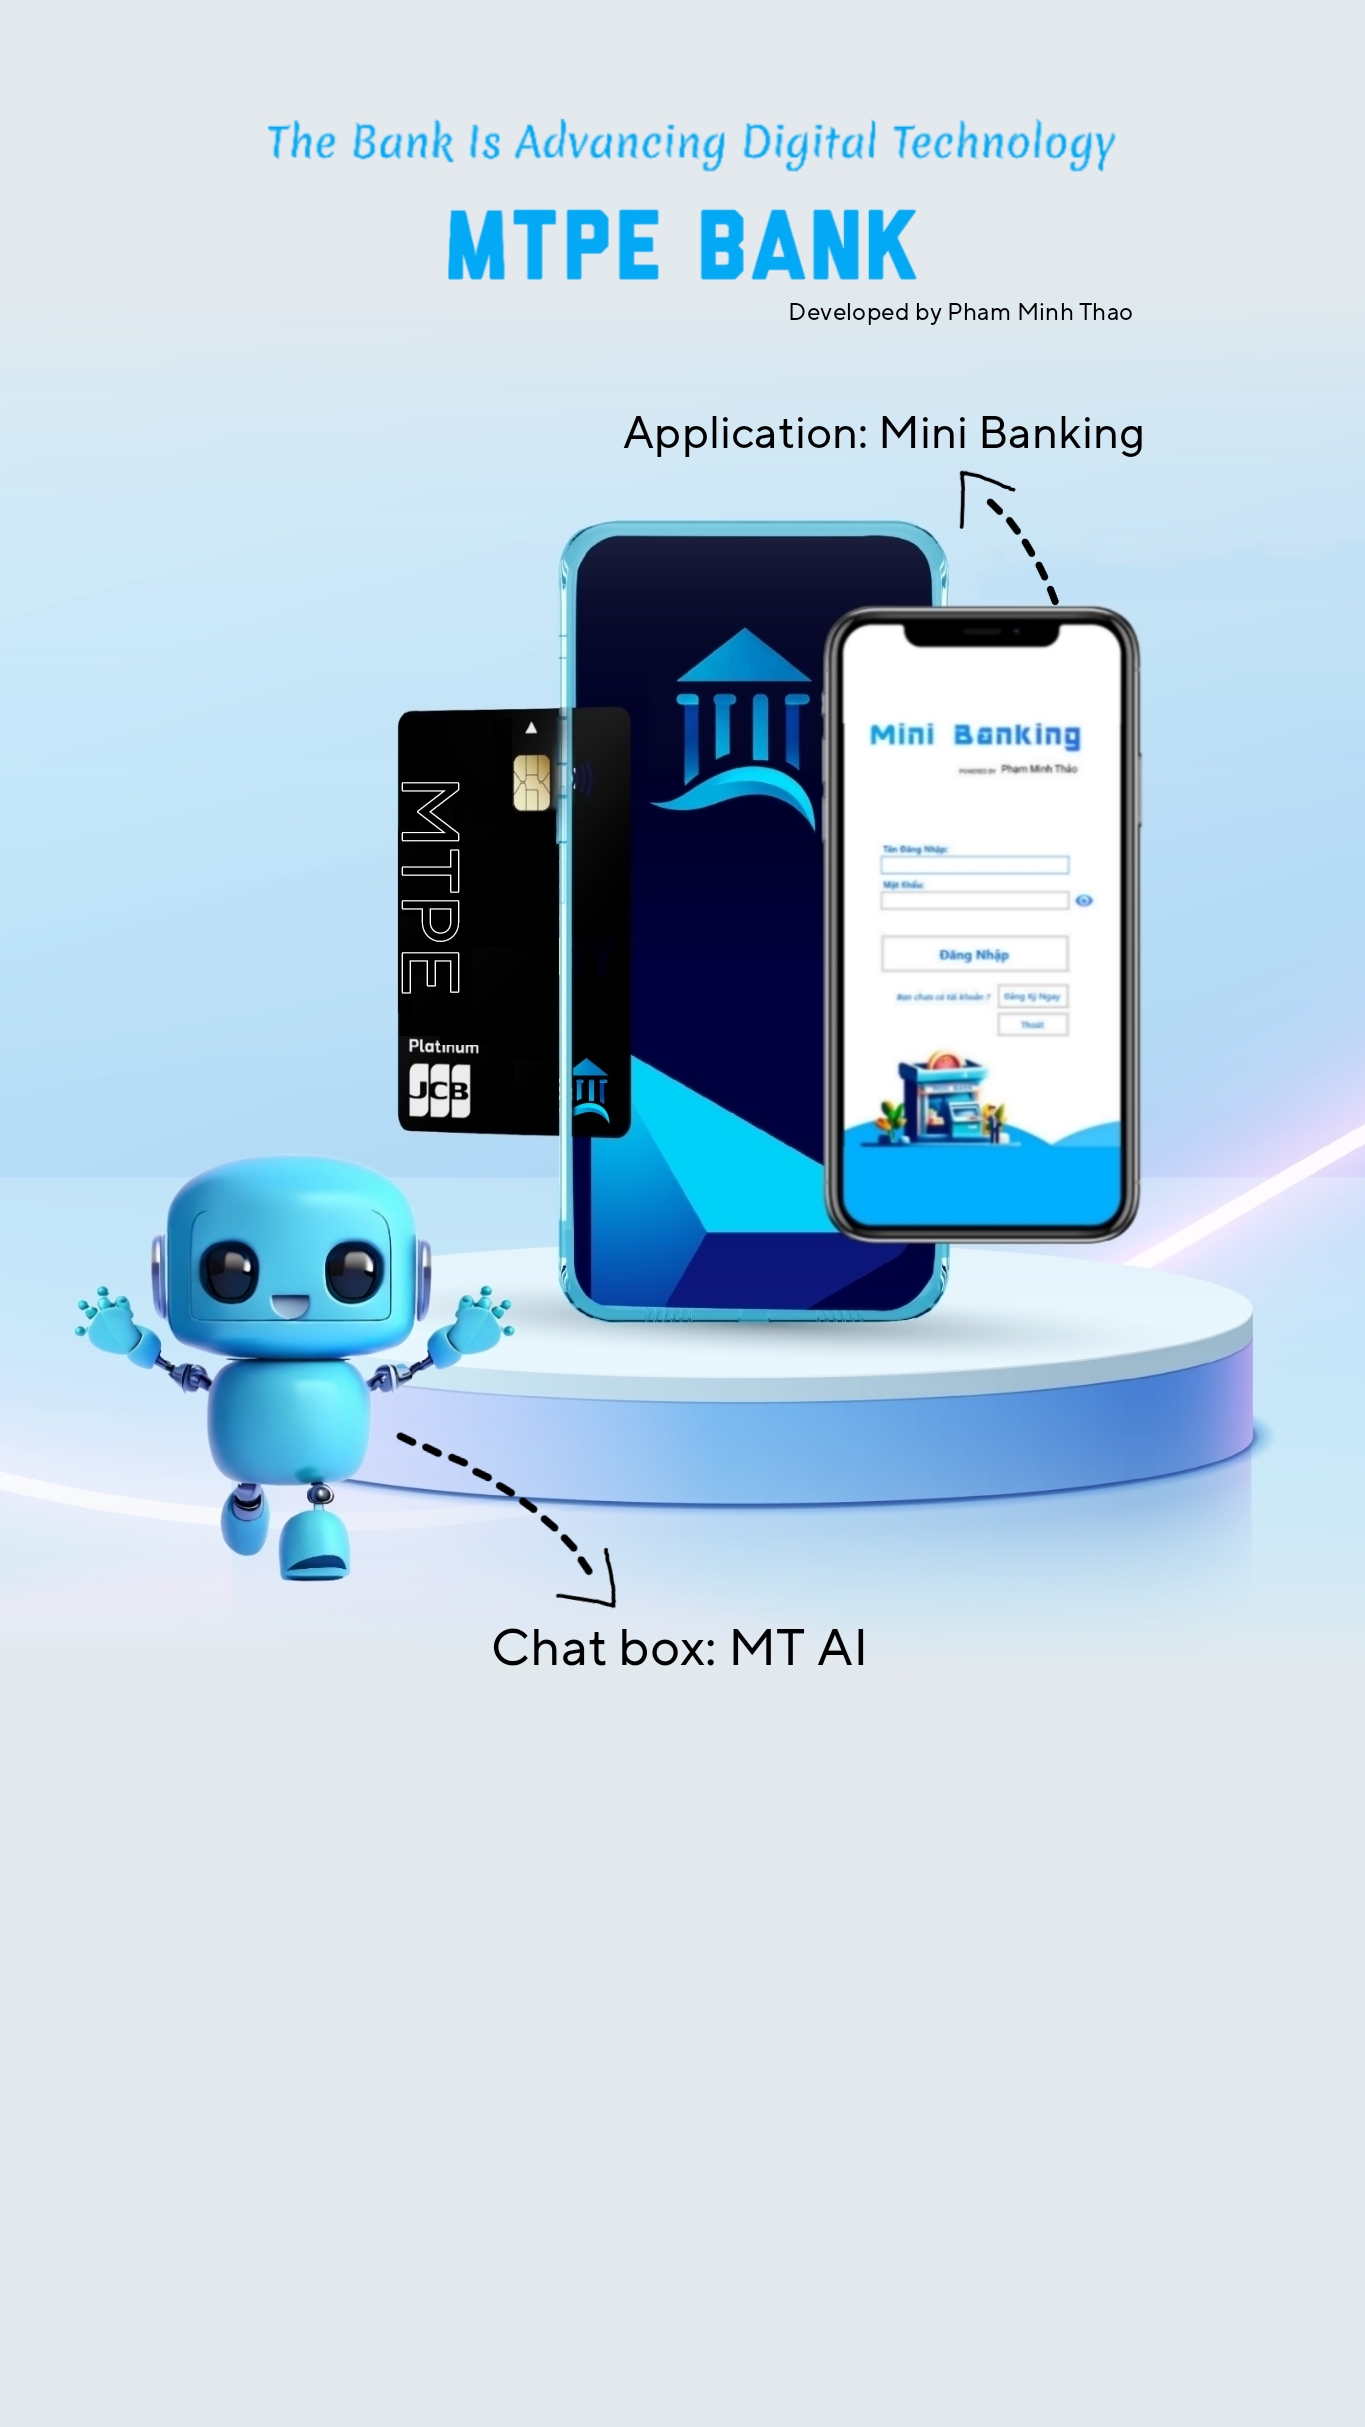 The Bank Is Advancing Digital Technology
MTPE BANK
Developed by Pham Minh Thao
Application: Mini Banking
Mini Banking
POWERED BY Phạm Minh Thảo
Tên Đăng Nhập:
Mật Khẩu:
Đăng Nhập
Bạn chưa có tài khoản ?
Đăng Ký Ngay
Thoát
MTPE
Platinum
JCB
Chat box: MT AI